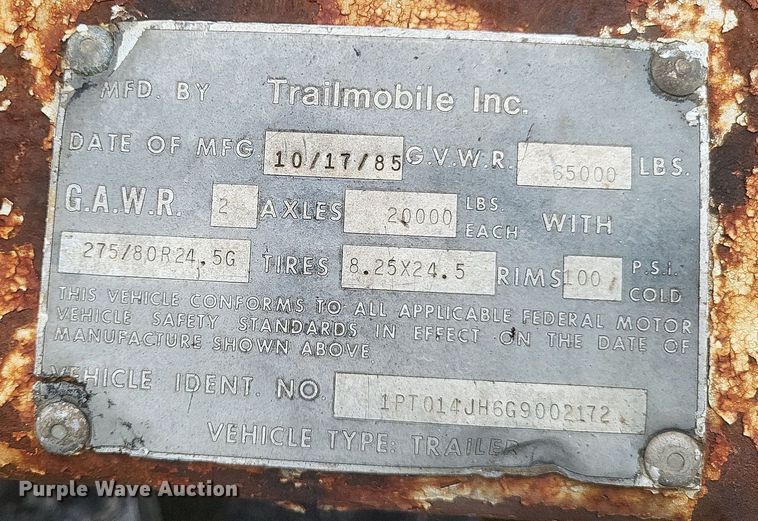 MFD. BY Trailmobile Inc.
DATE OF MFG. 10/17/85 G.V.W.R. 65000 LBS.
G.A.W.R. 2 AXLES 20000 LBS. EACH WITH
275/80R24.5G TIRES 8.25X24.5 RIMS 100 P.S.I. COLD
THIS VEHICLE CONFORMS TO ALL APPLICABLE FEDERAL MOTOR
VEHICLE SAFETY STANDARDS IN EFFECT ON THE DATE OF
MANUFACTURE SHOWN ABOVE
VEHICLE IDENT. NO. 1PT014JH6G9002172
VEHICLE TYPE: TRAILER
Purple Wave Auction